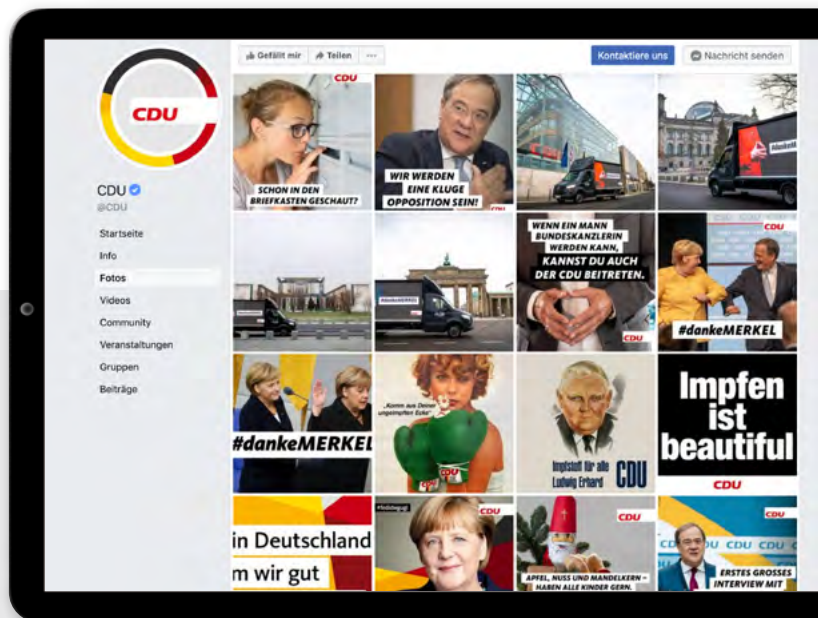 Gefällt mir
Teilen
Kontaktiere uns
Nachricht senden
CDU
CDU
@CDU
Startseite
Info
Fotos
Videos
Community
Veranstaltungen
Gruppen
Beiträge
CDU
SCHON IN DEN
BRIEFKASTEN GESCHAUT?
WIR WERDEN
EINE KLUGE
OPPOSITION SEIN!
#dankeM
#dankeMERKEL
WENN EIN MANN
BUNDESKANZLERIN
WERDEN KANN,
KANNST DU AUCH
DER CDU BEITRETEN.
CDU
CDU
#dankeMERKEL
#dankeMERKEL
„Komm aus Deiner
ungeimpften Ecke“
CDU
CDU
Impfstoff für alle
Ludwig Erhard
CDU
Impfen
ist
beautiful
CDU
in Deutschland
m wir gut
CDU
CDU
APFEL, NUSS UND MANDELKERN –
HABEN ALLE KINDER GERN.
CDU
CDU CDU CDU
ERSTES GROSSES
INTERVIEW MIT